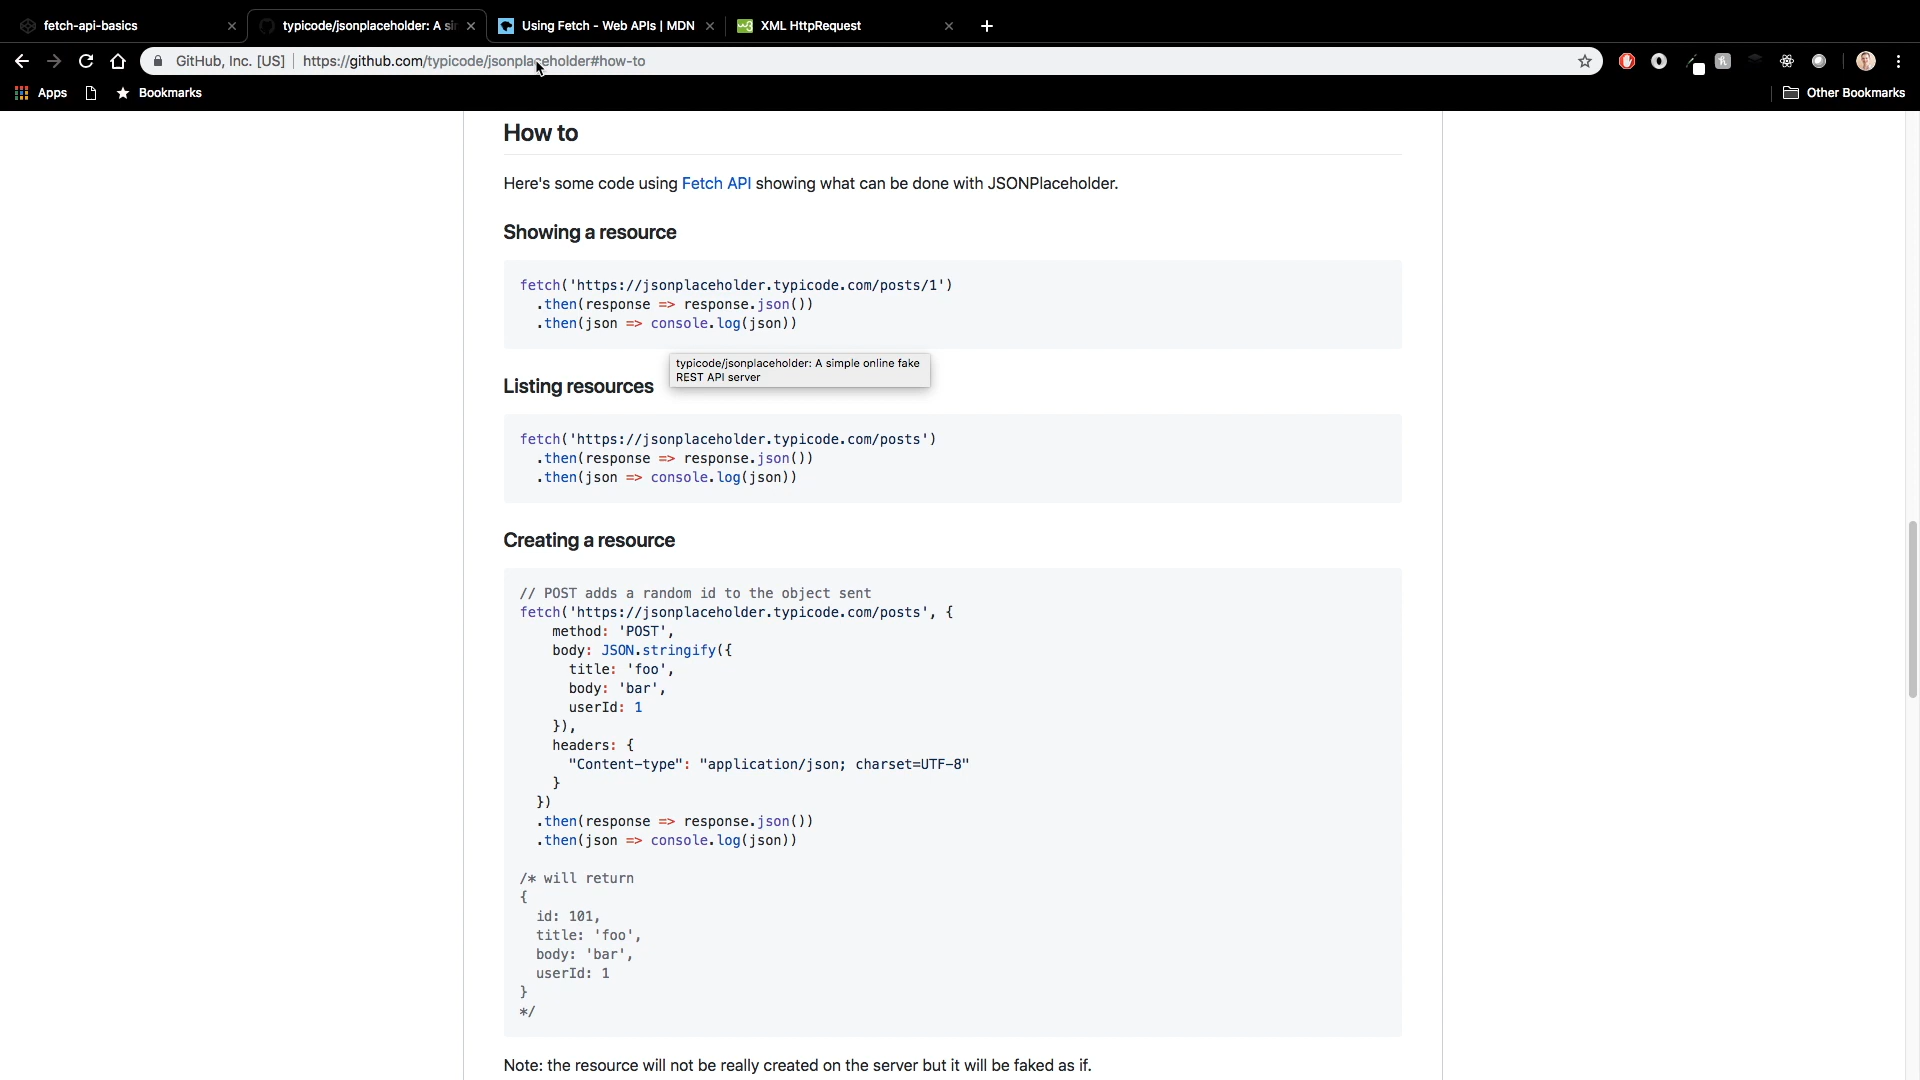 fetch-api-basics
typicode/jsonplaceholder: A si
Using Fetch - Web APIs | MDN
XML HttpRequest
GitHub, Inc. [US] https://github.com/typicode/jsonplaceholder#how-to
Apps
Bookmarks
Other Bookmarks
How to
Here's some code using Fetch API showing what can be done with JSONPlaceholder.
Showing a resource
fetch('https://jsonplaceholder.typicode.com/posts/1')
.then(response => response.json())
.then(json => console.log(json))
typicode/jsonplaceholder: A simple online fake
REST API server
Listing resources
fetch('https://jsonplaceholder.typicode.com/posts')
.then(response => response.json())
.then(json => console.log(json))
Creating a resource
// POST adds a random id to the object sent
fetch('https://jsonplaceholder.typicode.com/posts', {
method: 'POST',
body: JSON.stringify({
title: 'foo',
body: 'bar',
userId: 1
}),
headers: {
"Content-type": "application/json; charset=UTF-8"
}
})
.then(response => response.json())
.then(json => console.log(json))
/* will return
{
id: 101,
title: 'foo',
body: 'bar',
userId: 1
}
*/
Note: the resource will not be really created on the server but it will be faked as if.